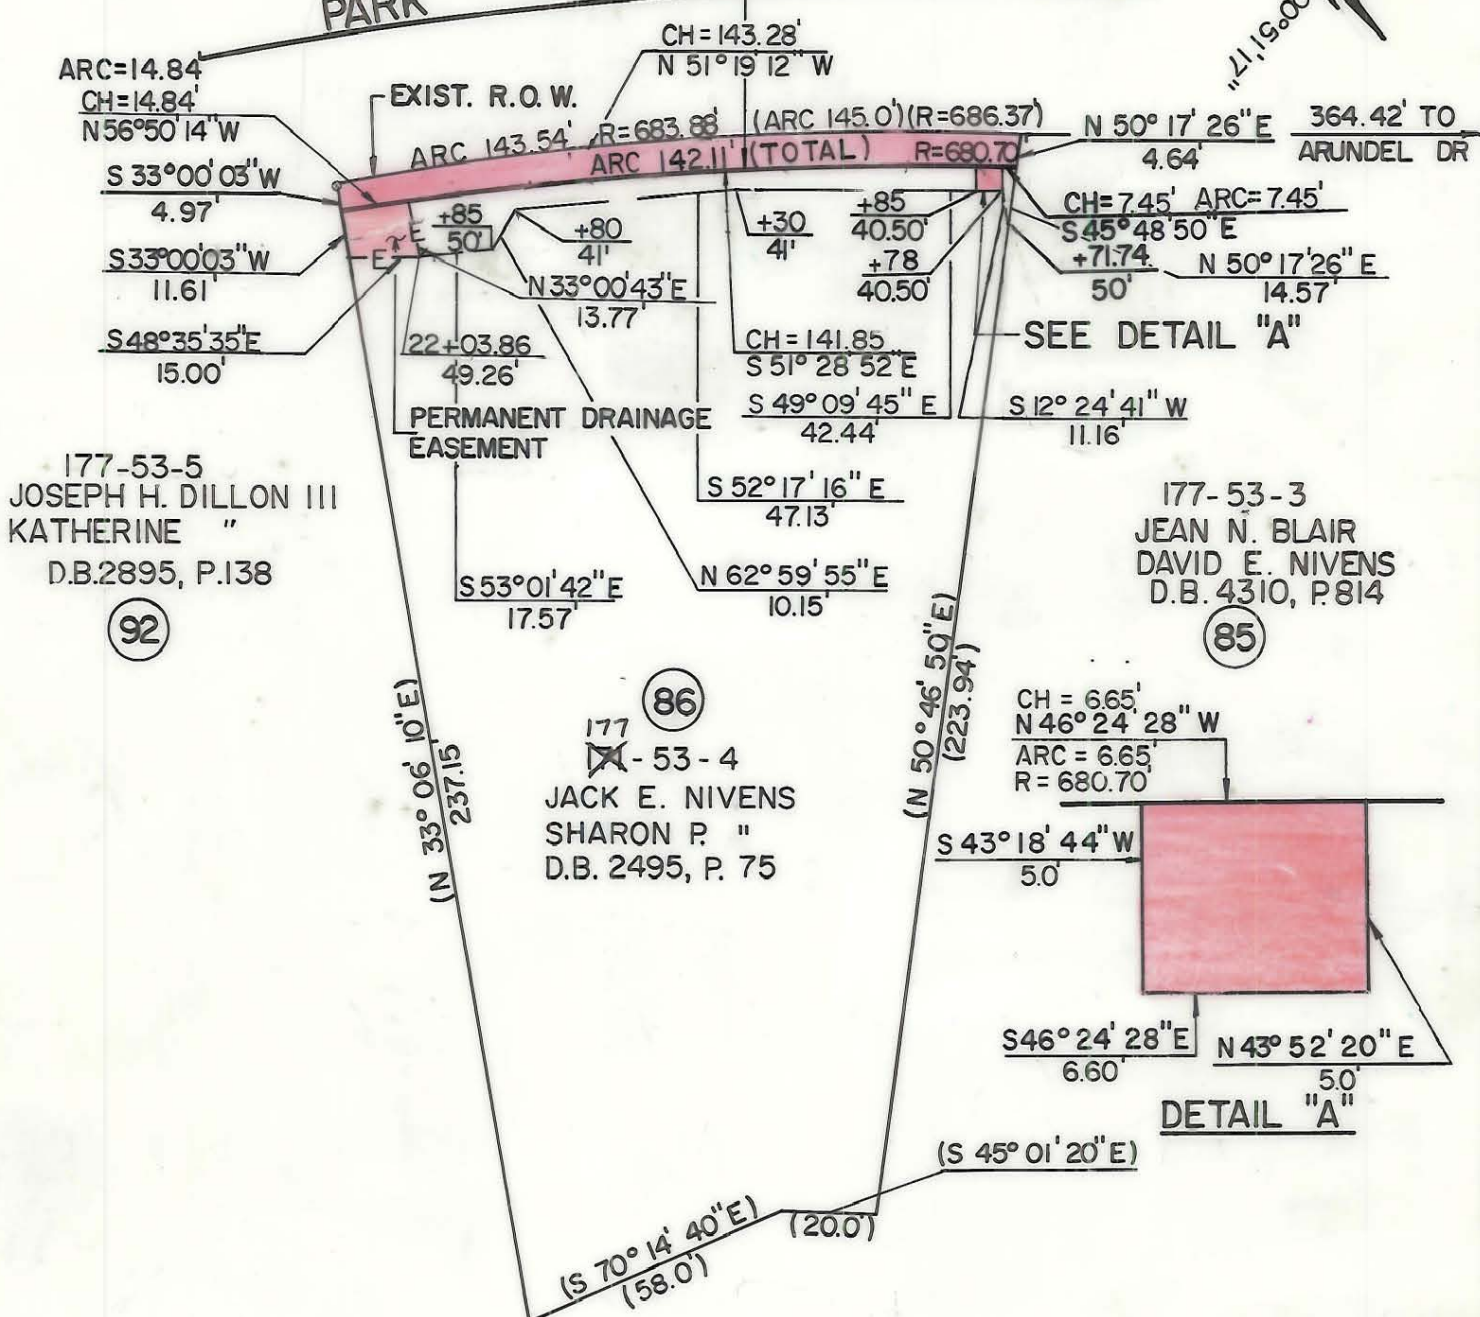 PARK
00°51'17"
ARC=14.84'
CH=14.84'
N56°50'14"W
EXIST. R.O.W.
CH=143.28'
N 51°19'12"W
ARC 143.54'
R=683.88'
(ARC 145.0')(R=686.37')
ARC 142.11'
(TOTAL)
R=680.70'
N 50°17'26"E
4.64'
364.42' TO
ARUNDEL DR
S 33°00'03"W
4.97'
S33°00'03"W
11.61'
S48°35'35"E
15.00'
E
E
+85
50'
+80
41'
N33°00'43"E
13.77'
22+03.86
49.26'
+30
41'
+85
40.50'
+78
40.50'
CH=7.45' ARC=7.45'
S45°48'50"E
+71.74
50'
N 50°17'26"E
14.57'
SEE DETAIL "A"
CH=141.85
S 51°28'52"E
S 49°09'45"E
42.44'
S 12°24'41"W
11.16'
PERMANENT DRAINAGE
EASEMENT
S 52°17'16"E
47.13'
S53°01'42"E
17.57'
N 62°59'55"E
10.15'
177-53-5
JOSEPH H. DILLON III
KATHERINE "
D.B.2895, P.138
92
177-53-3
JEAN N. BLAIR
DAVID E. NIVENS
D.B. 4310, P.814
85
(N 33°06'10"E)
237.15'
86
177
-53-4
JACK E. NIVENS
SHARON P. "
D.B. 2495, P. 75
(N 50°46'50"E)
(223.94')
CH = 6.65'
N46°24'28"W
ARC = 6.65'
R=680.70'
S 43°18'44"W
5.0'
S46°24'28"E
6.60'
N43°52'20"E
5.0'
DETAIL "A"
(S 45°01'20"E)
(20.0')
(S 70°14'40"E)
(58.0')